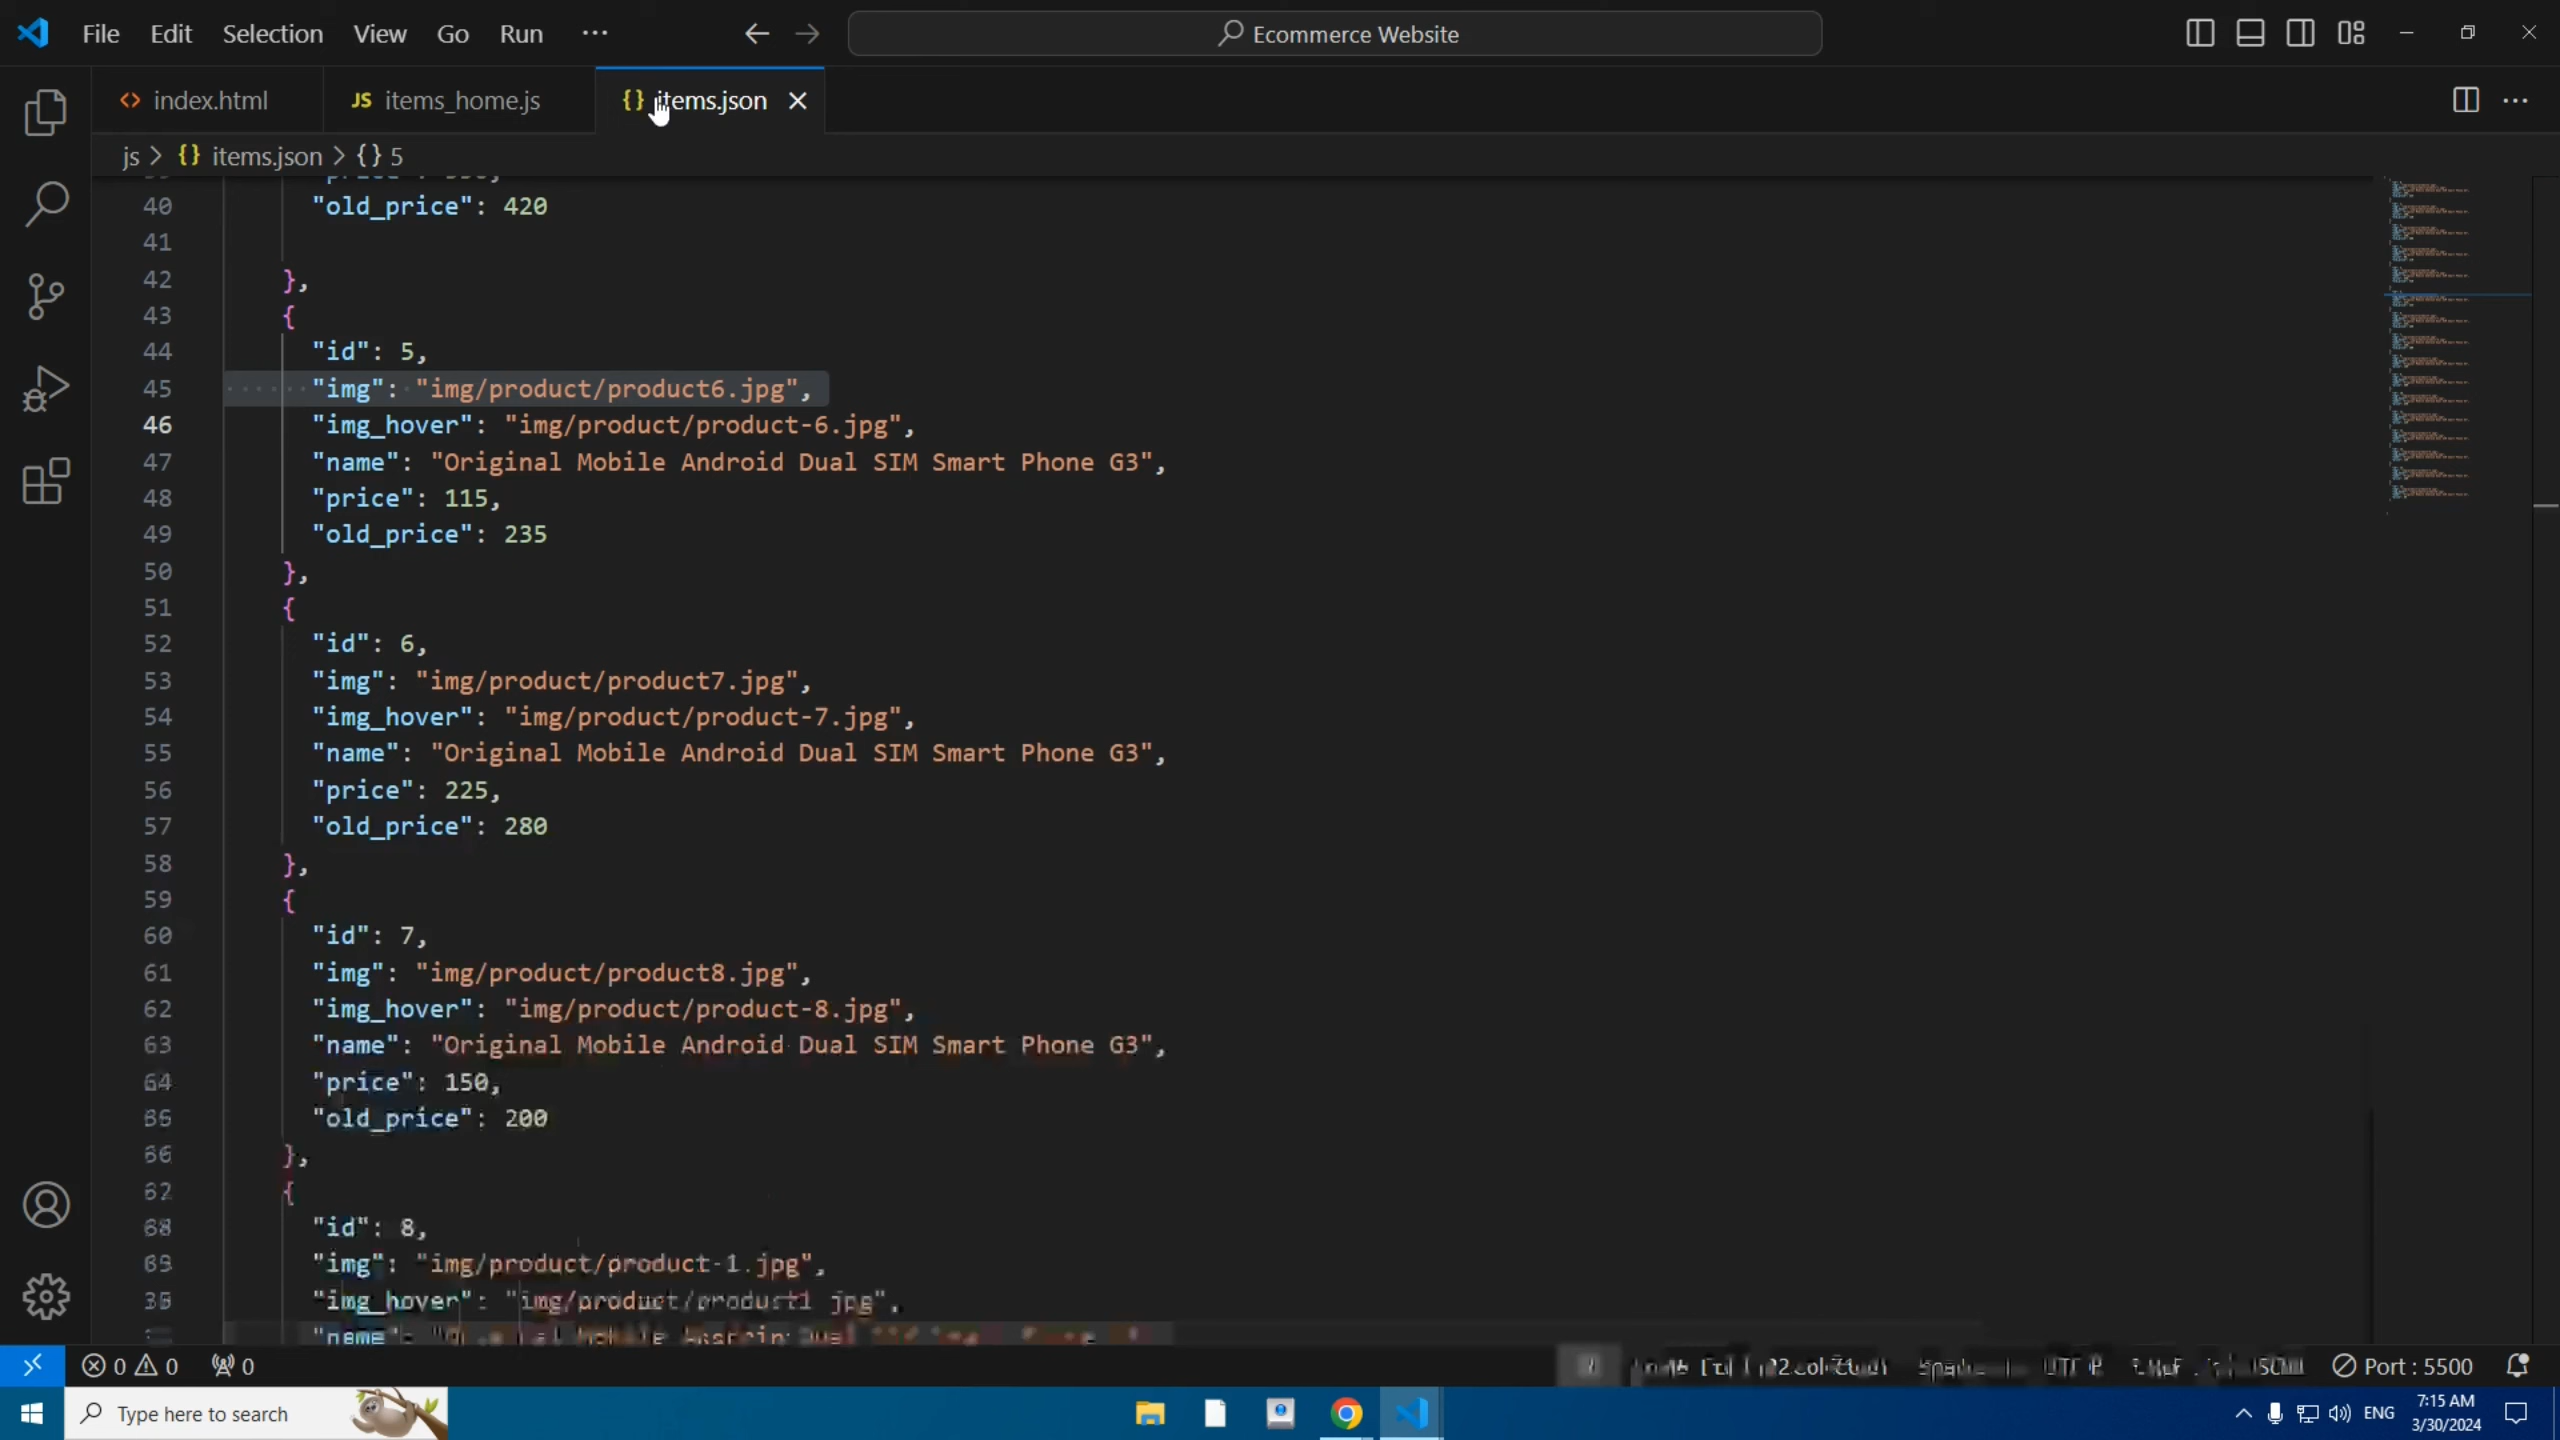 File Edit Selection View Go Run ··· Ecommerce Website
index.html JS items_home.js {} items.json
js > {} items.json > {} 5
40 "old_price": 420
41
42 },
43 {
44 "id": 5,
45 "img": "img/product/product6.jpg",
46 "img_hover": "img/product/product-6.jpg",
47 "name": "Original Mobile Android Dual SIM Smart Phone G3",
48 "price": 115,
49 "old_price": 235
50 },
51 {
52 "id": 6,
53 "img": "img/product/product7.jpg",
54 "img_hover": "img/product/product-7.jpg",
55 "name": "Original Mobile Android Dual SIM Smart Phone G3",
56 "price": 225,
57 "old_price": 280
58 },
59 {
60 "id": 7,
61 "img": "img/product/product8.jpg",
62 "img_hover": "img/product/product-8.jpg",
63 "name": "Original Mobile Android Dual SIM Smart Phone G3",
64 "price": 150,
"old_price": 200
},
{
"id": 8,
"img": "img/product/product-1.jpg",
"img_hover": "img/product/product1.jpg",
"name":
0 0 0 Port : 5500
Type here to search ENG 7:15 AM
3/30/2024